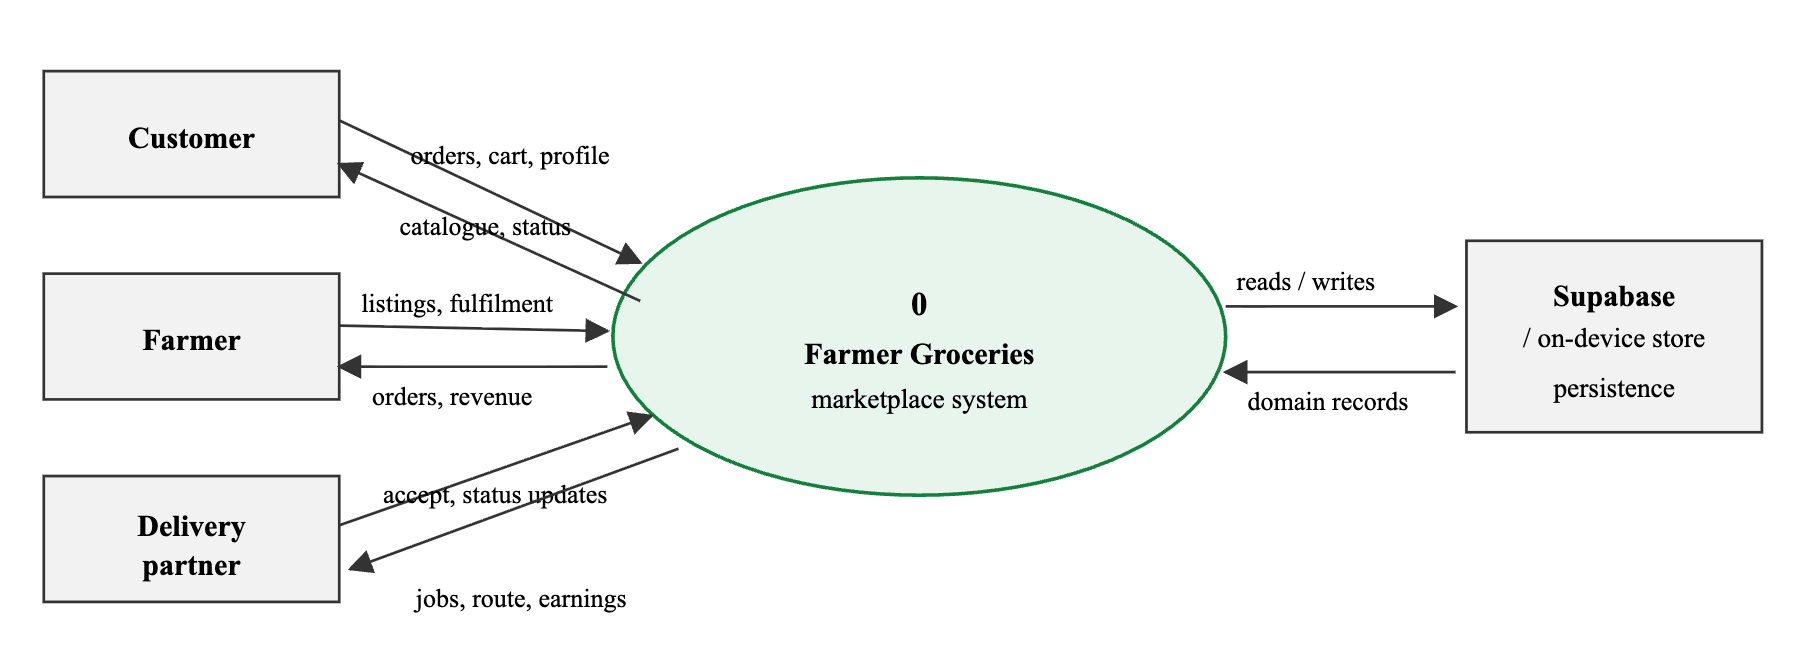 Customer
orders, cart, profile
catalogue, status
Farmer
listings, fulfilment
orders, revenue
Delivery
partner
accept, status updates
jobs, route, earnings
0
Farmer Groceries
marketplace system
reads / writes
domain records
Supabase
/ on-device store
persistence